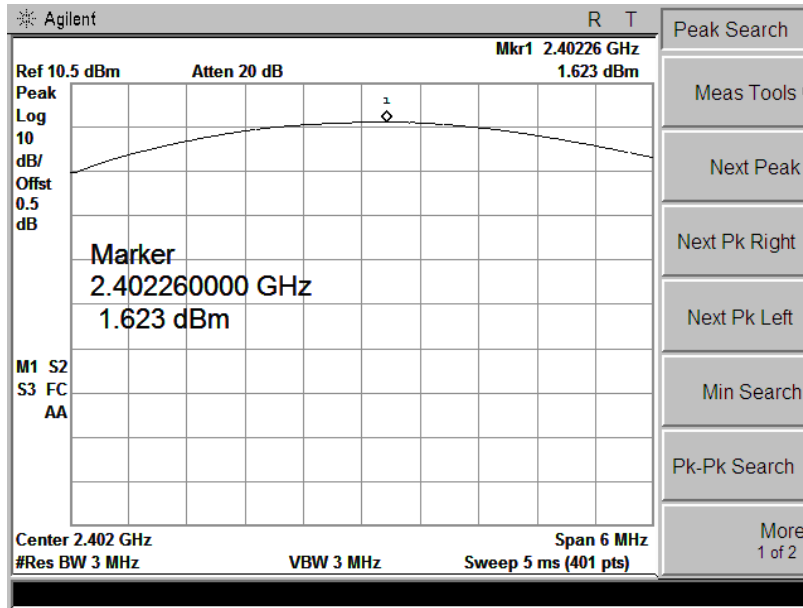 Agilent R T
Mkr1 2.40226 GHz
Ref 10.5 dBm Atten 20 dB 1.623 dBm
Peak
Log
10
dB/
Offst
0.5
dB
1
Marker
2.402260000 GHz
1.623 dBm
M1 S2
S3 FC
AA
Center 2.402 GHz Span 6 MHz
#Res BW 3 MHz VBW 3 MHz Sweep 5 ms (401 pts)
Peak Search
Meas Tools
Next Peak
Next Pk Right
Next Pk Left
Min Search
Pk-Pk Search
More
1 of 2